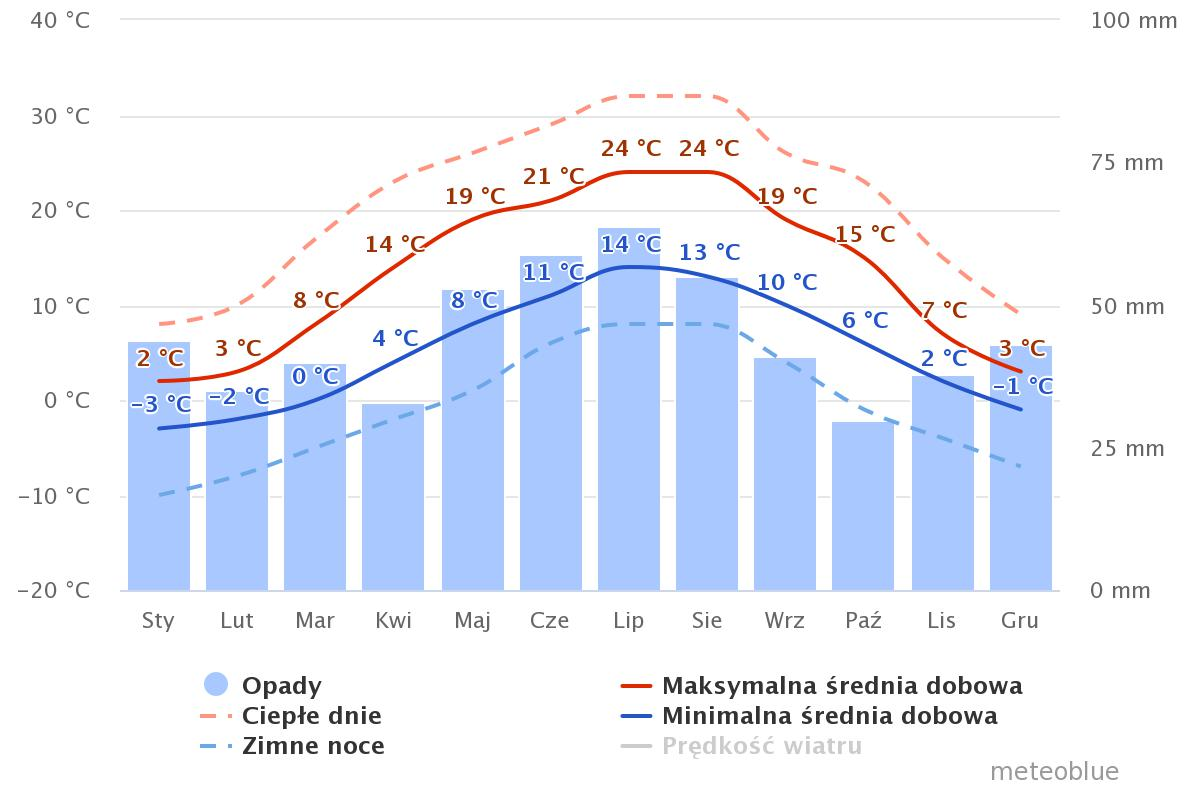 40 °C
100 mm
30 °C
24 °C 24 °C
75 mm
21 °C
19 °C
19 °C
20 °C
14 °C
15 °C
14 °C
13 °C
11 °C
10 °C
8 °C
8 °C
10 °C
50 mm
7 °C
6 °C
4 °C
2 °C
3 °C
3 °C
2 °C
0 °C
-1 °C
-2 °C
-3 °C
0 °C
25 mm
-10 °C
-20 °C
0 mm
Sty Lut Mar Kwi Maj Cze Lip Sie Wrz Paź Lis Gru
Opady
Maksymalna średnia dobowa
Ciepłe dnie
Minimalna średnia dobowa
Zimne noce
Prędkość wiatru
meteoblue